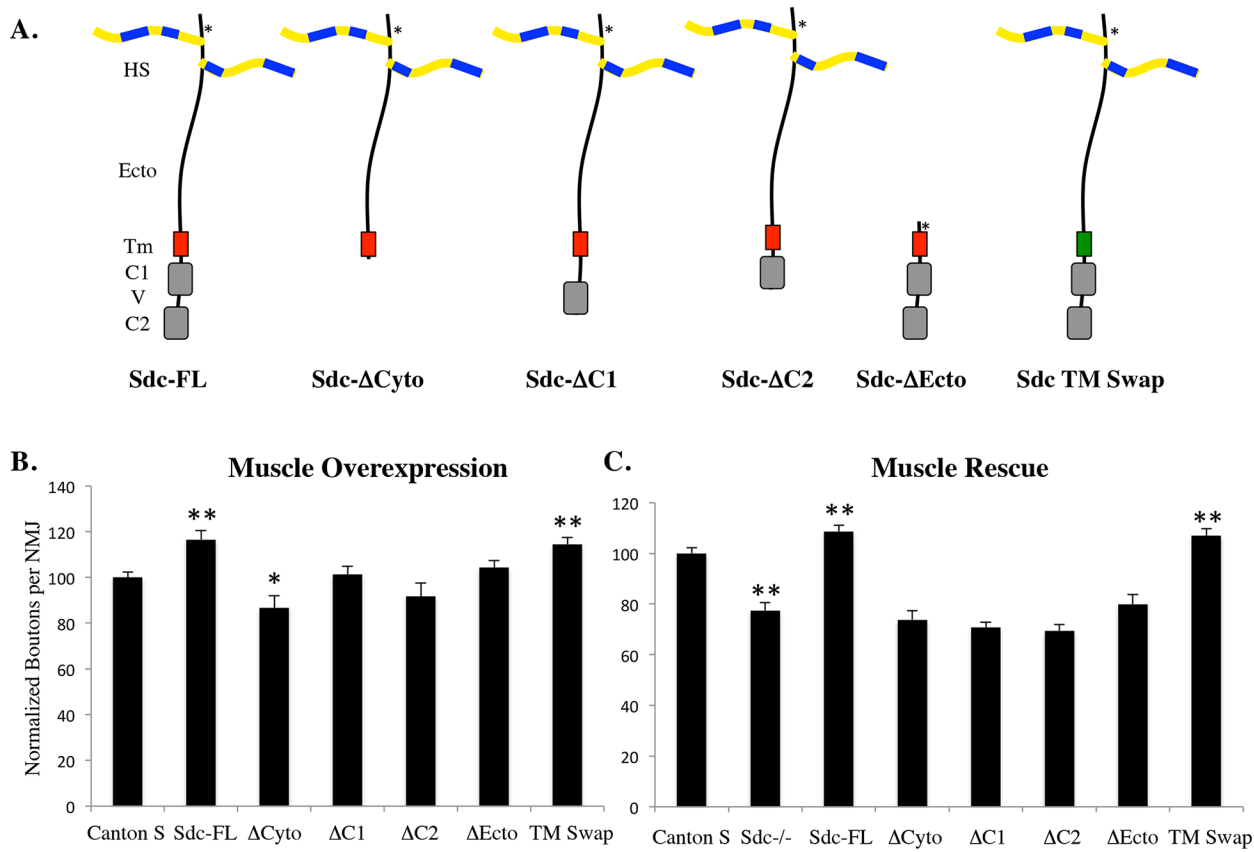 A.
*
*
*
*
*
HS
Ecto
*
Tm
C1
V
C2
Sdc-FL
Sdc-ΔCyto
Sdc-ΔC1
Sdc-ΔC2
Sdc-ΔEcto
Sdc TM Swap
B.
Muscle Overexpression
Normalized Boutons per NMJ
140
120
100
80
60
40
20
0
**
*
**
Canton S
Sdc-FL
ΔCyto
ΔC1
ΔC2
ΔEcto
TM Swap
C.
Muscle Rescue
120
100
80
60
40
20
0
**
**
**
Canton S
Sdc-/-
Sdc-FL
ΔCyto
ΔC1
ΔC2
ΔEcto
TM Swap